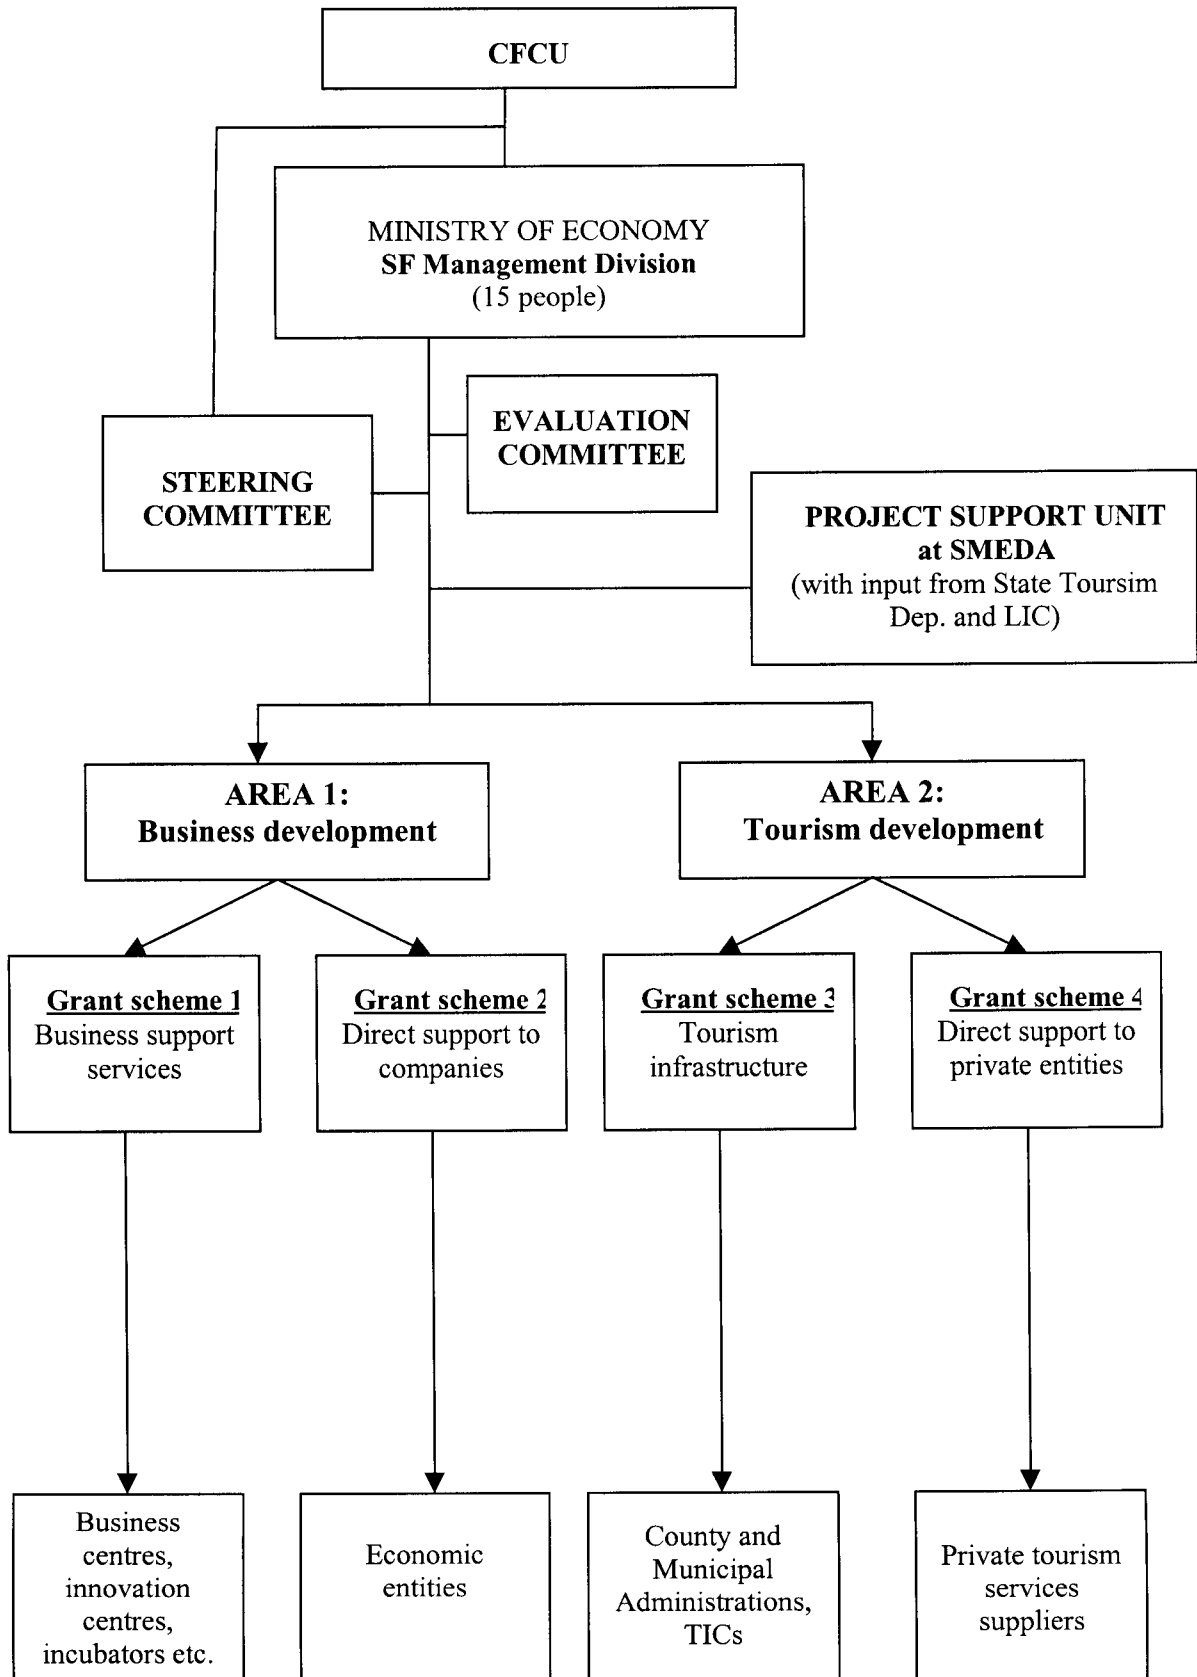 CFCU
MINISTRY OF ECONOMY
SF Management Division
(15 people)
EVALUATION
COMMITTEE
STEERING
COMMITTEE
PROJECT SUPPORT UNIT
at SMEDA
(with input from State Toursim
Dep. and LIC)
AREA 1:
Business development
AREA 2:
Tourism development
Grant scheme 1
Business support
services
Grant scheme 2
Direct support to
companies
Grant scheme 3
Tourism
infrastructure
Grant scheme 4
Direct support to
private entities
Business
centres,
innovation
centres,
incubators etc.
Economic
entities
County and
Municipal
Administrations,
TICs
Private tourism
services
suppliers